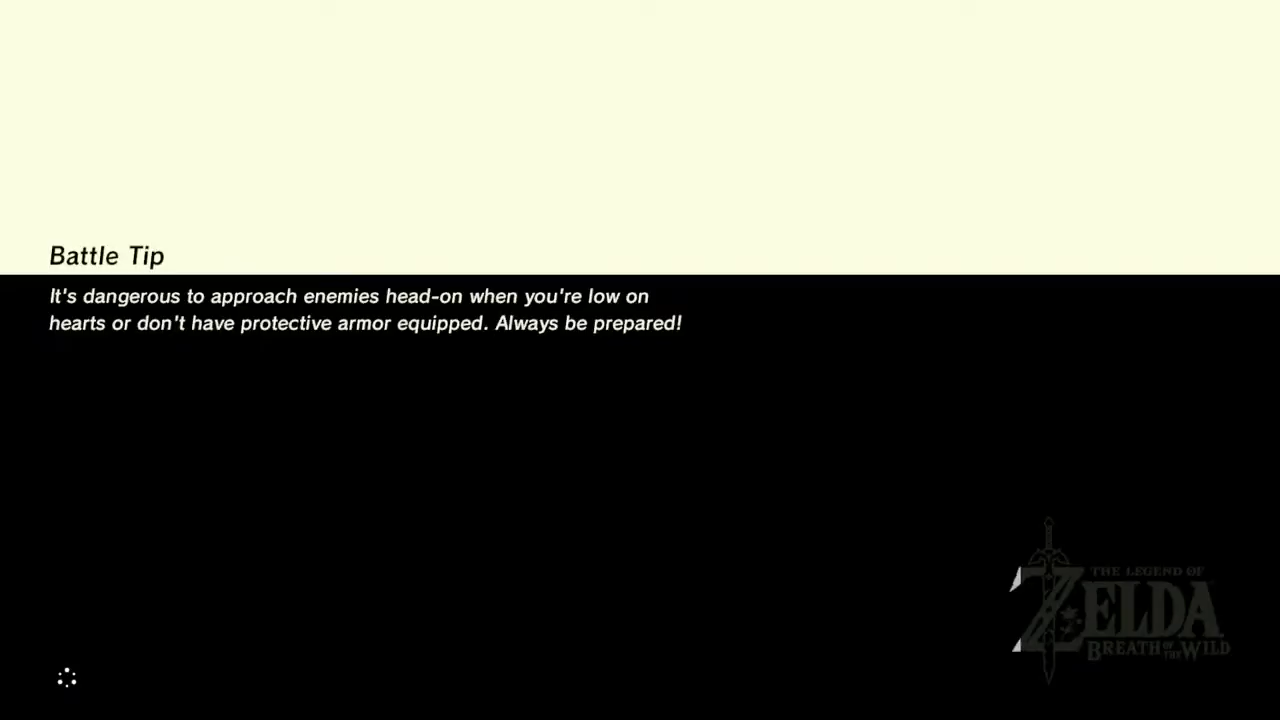 Battle Tip
It's dangerous to approach enemies head-on when you're low on
hearts or don't have protective armor equipped. Always be prepared!
THE LEGEND OF
ZELDA
BREATH OF THE WILD